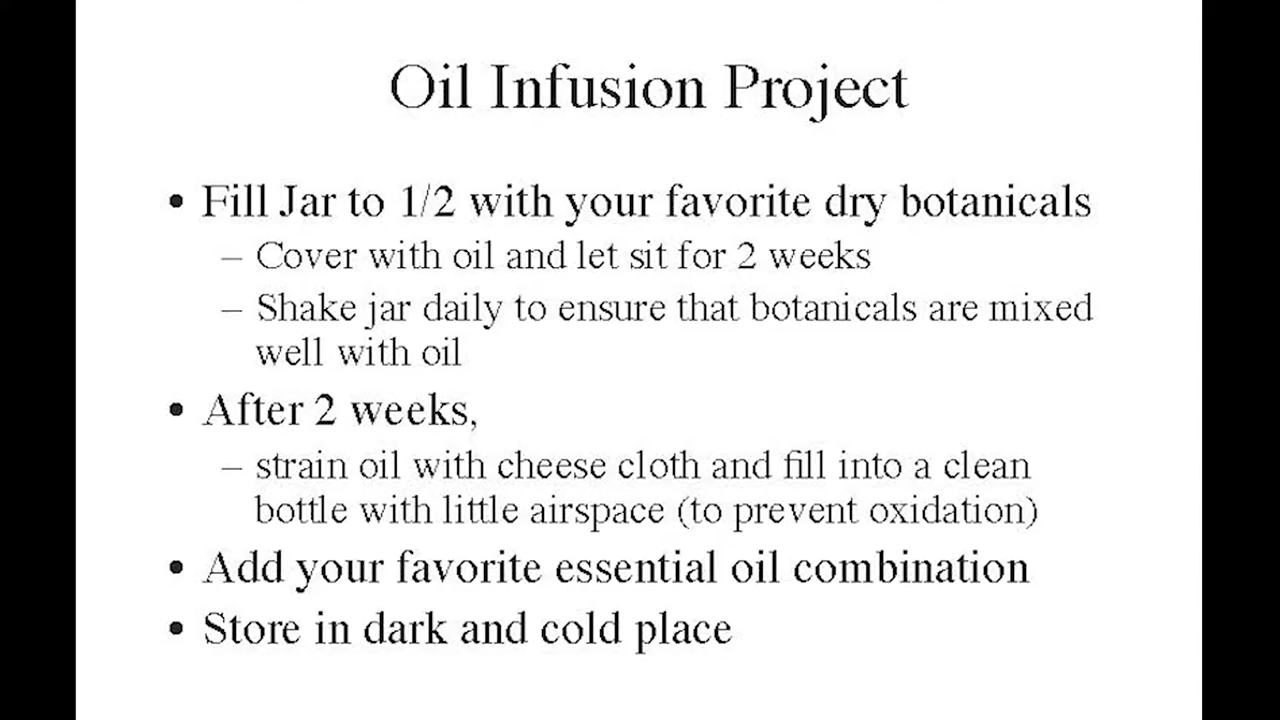 Oil Infusion Project
• Fill Jar to 1/2 with your favorite dry botanicals
– Cover with oil and let sit for 2 weeks
– Shake jar daily to ensure that botanicals are mixed
well with oil
• After 2 weeks,
– strain oil with cheese cloth and fill into a clean
bottle with little airspace (to prevent oxidation)
• Add your favorite essential oil combination
• Store in dark and cold place